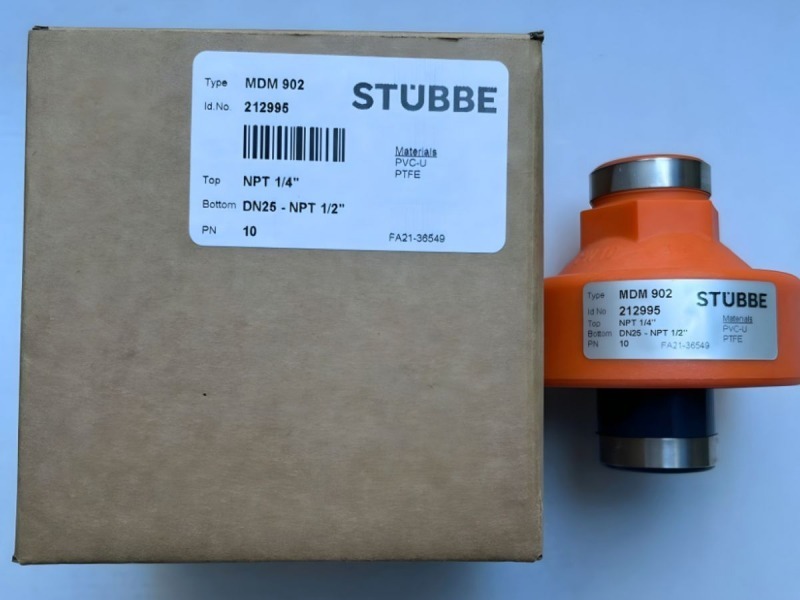 Type MDM 902
STÜBBE
Id.No. 212995
Materials
PVC-U
PTFE
Top NPT 1/4"
Bottom DN25 - NPT 1/2"
PN 10
FA21-36549
Type MDM 902
STÜBBE
Id No 212995
Top NPT 1/4"
Bottom DN25 - NPT 1/2"
PN 10
Materials
PVC-U
PTFE
FA21-36549